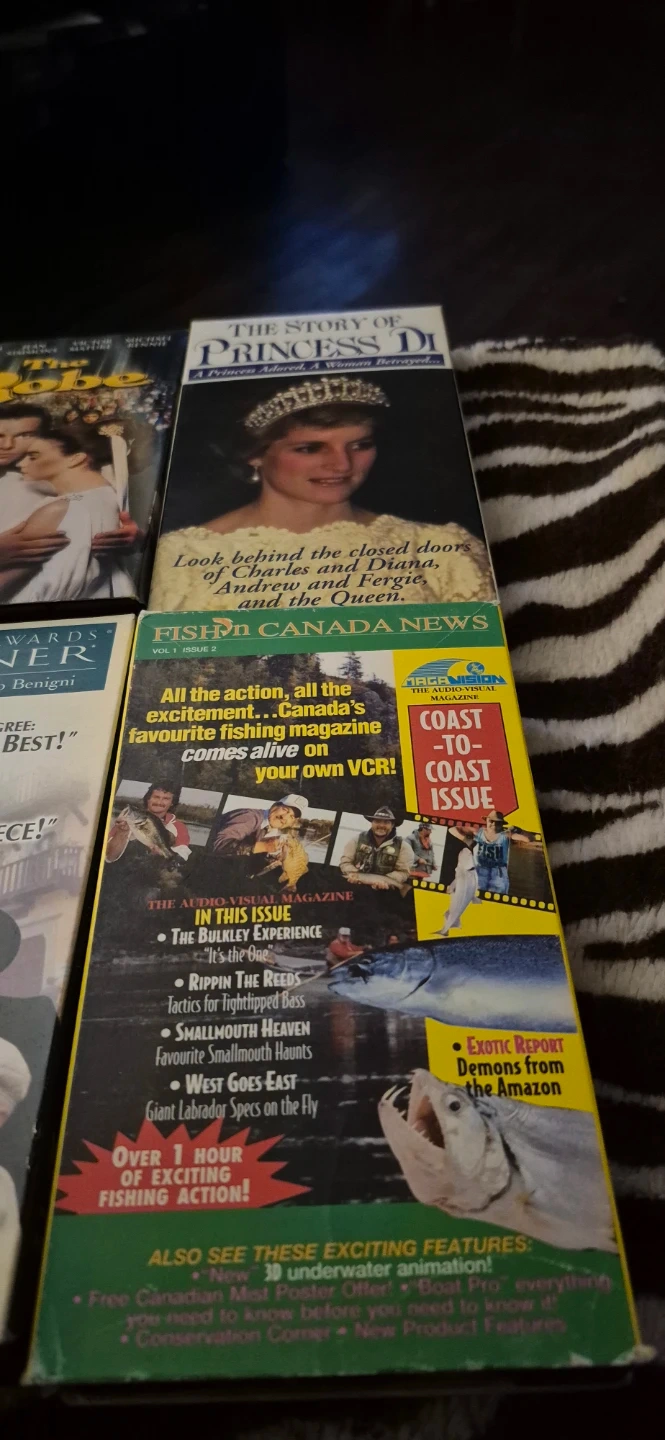 JEAN SIMMONS VICTOR MATURE MICHAEL RENNIE
The
Robe
THE STORY OF
PRINCESS DI
A Princess Adored, A Woman Betrayed...
Look behind the closed doors
of Charles and Diana,
Andrew and Fergie,
and the Queen.
WARDS®
NER®
o Benigni
GREE:
BEST!"
ECE!"
FISH'n CANADA NEWS
VOL 1 ISSUE 2
All the action, all the
excitement...Canada's
favourite fishing magazine
comes alive on
your own VCR!
MAGAVISION
THE AUDIO-VISUAL
MAGAZINE
COAST
-TO-
COAST
ISSUE
FISH
THE AUDIO-VISUAL MAGAZINE
IN THIS ISSUE
• THE BULKLEY EXPERIENCE
"It's the One"
• RIPPIN THE REEDS
Tactics for Tightlipped Bass
• SMALLMOUTH HEAVEN
Favourite Smallmouth Haunts
• WEST GOES EAST
Giant Labrador Specs on the Fly
• EXOTIC REPORT
Demons from
the Amazon
OVER 1 HOUR
OF EXCITING
FISHING ACTION!
ALSO SEE THESE EXCITING FEATURES:
• "New" 3D underwater animation!
• Free Canadian Mist Poster Offer! • "Boat Pro" everything
you need to know before you need to know it!
• Conservation Corner • New Product Features